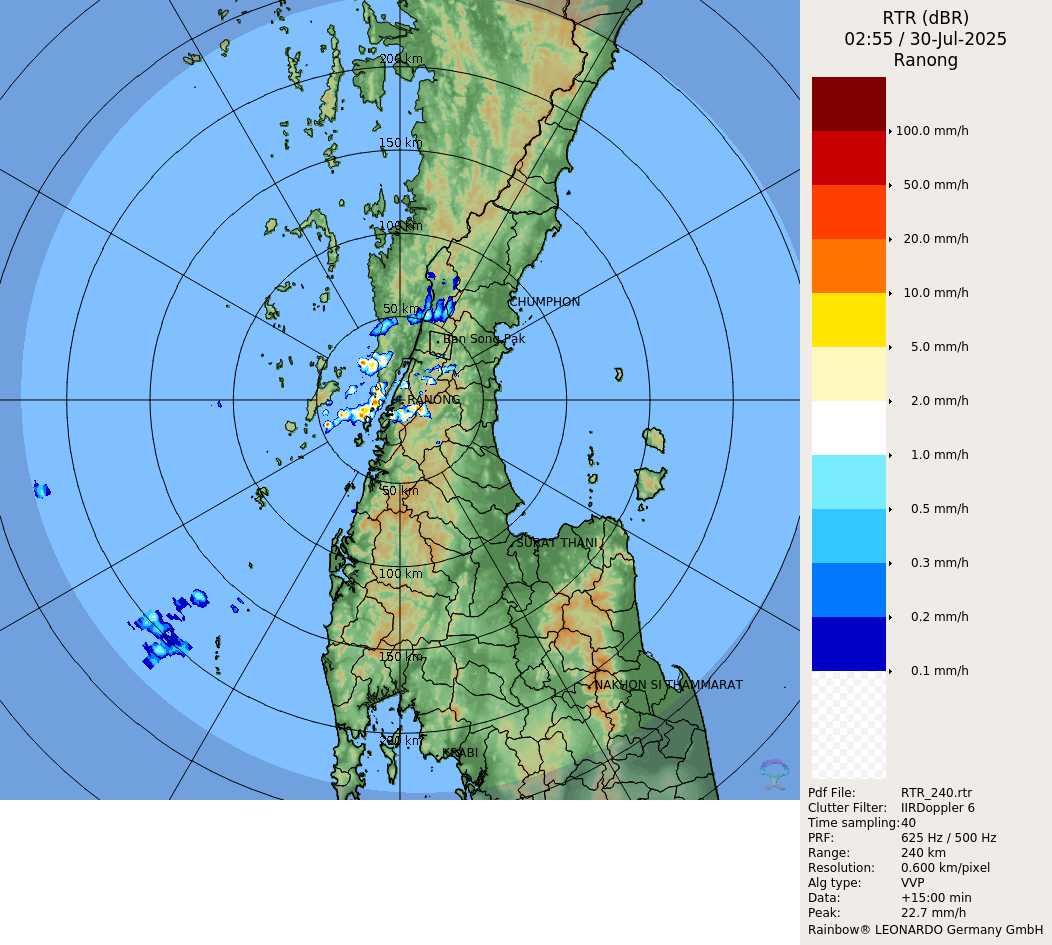 RTR (dBR)
02:55 / 30-Jul-2025
Ranong
100.0 mm/h
50.0 mm/h
20.0 mm/h
10.0 mm/h
5.0 mm/h
2.0 mm/h
1.0 mm/h
0.5 mm/h
0.3 mm/h
0.2 mm/h
0.1 mm/h
Pdf File: RTR_240.rtr
Clutter Filter: IIRDoppler 6
Time sampling: 40
PRF: 625 Hz / 500 Hz
Range: 240 km
Resolution: 0.600 km/pixel
Alg type: VVP
Data: +15:00 min
Peak: 22.7 mm/h
Rainbow® LEONARDO Germany GmbH
200 km
150 km
100 km
50 km
CHUMPHON
Ban Song Pak
RANONG
50 km
SURAT THANI
100 km
150 km
NAKHON SI THAMMARAT
200 km
KRABI